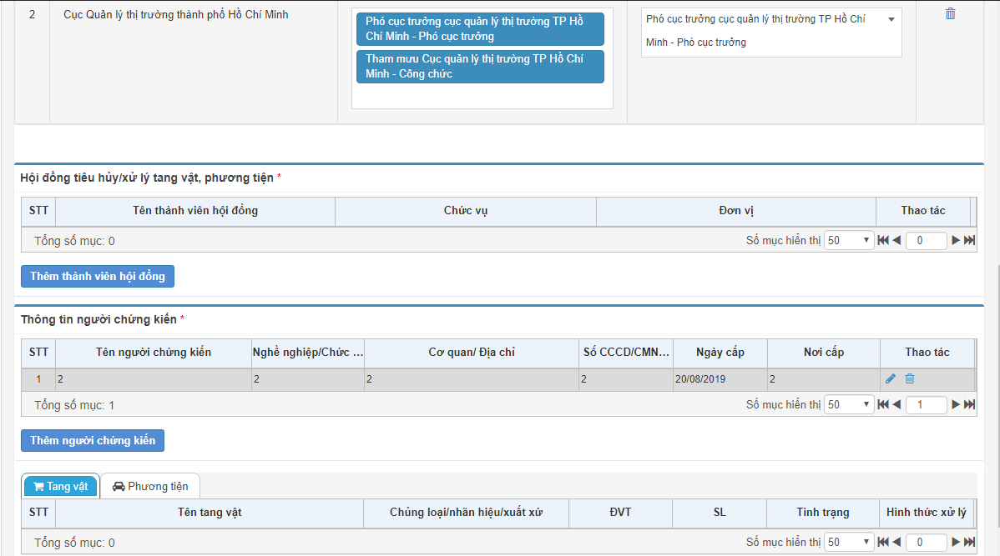 2 Cục Quản lý thị trường thành phố Hồ Chí Minh
Phó cục trưởng cục quản lý thị trường TP Hồ
Chí Minh - Phó cục trưởng
Tham mưu Cục quản lý thị trường TP Hồ Chí
Minh - Công chức
Phó cục trưởng cục quản lý thị trường TP Hồ Chí
Minh - Phó cục trưởng
Hội đồng tiêu hủy/xử lý tang vật, phương tiện *
STT Tên thành viên hội đồng Chức vụ Đơn vị Thao tác
Tổng số mục: 0 Số mục hiển thị 50 0
Thêm thành viên hội đồng
Thông tin người chứng kiến *
STT Tên người chứng kiến Nghề nghiệp/Chức ... Cơ quan/ Địa chỉ Số CCCD/CMN... Ngày cấp Nơi cấp Thao tác
1 2 2 2 2 20/08/2019 2
Tổng số mục: 1 Số mục hiển thị 50 1
Thêm người chứng kiến
Tang vật Phương tiện
STT Tên tang vật Chủng loại/nhãn hiệu/xuất xứ ĐVT SL Tình trạng Hình thức xử lý
Tổng số mục: 0 Số mục hiển thị 50 0